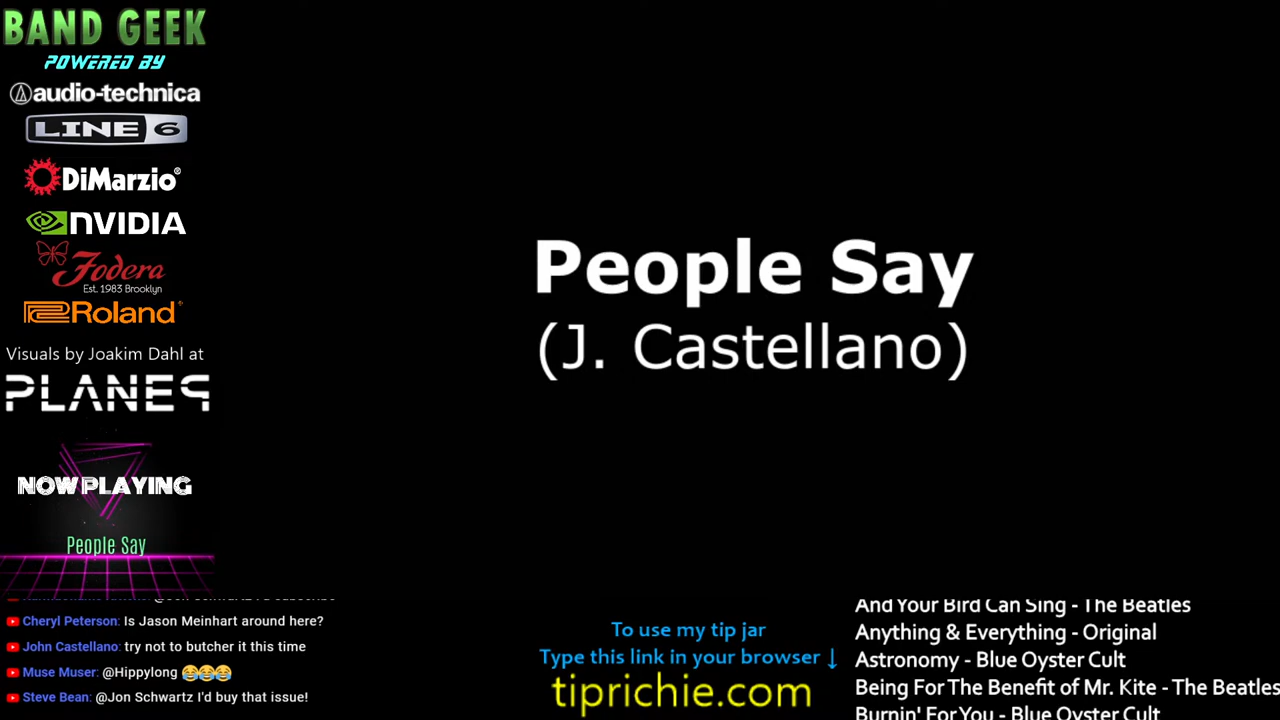 BAND GEEK
POWERED BY
audio-technica
LINE 6
DiMarzio®
NVIDIA
Fodera
Est. 1983 Brooklyn
Roland®
Visuals by Joakim Dahl at
PLANE9
NOW PLAYING
People Say
People Say
(J. Castellano)
Cheryl Peterson: Is Jason Meinhart around here?
John Castellano: try not to butcher it this time
Muse Muser: @Hippylong 😂😂😂
Steve Bean: @Jon Schwartz I'd buy that issue!
To use my tip jar
Type this link in your browser ↓
tiprichie.com
And Your Bird Can Sing - The Beatles
Anything & Everything - Original
Astronomy - Blue Oyster Cult
Being For The Benefit of Mr. Kite - The Beatles
Burnin' For You - Blue Oyster Cult